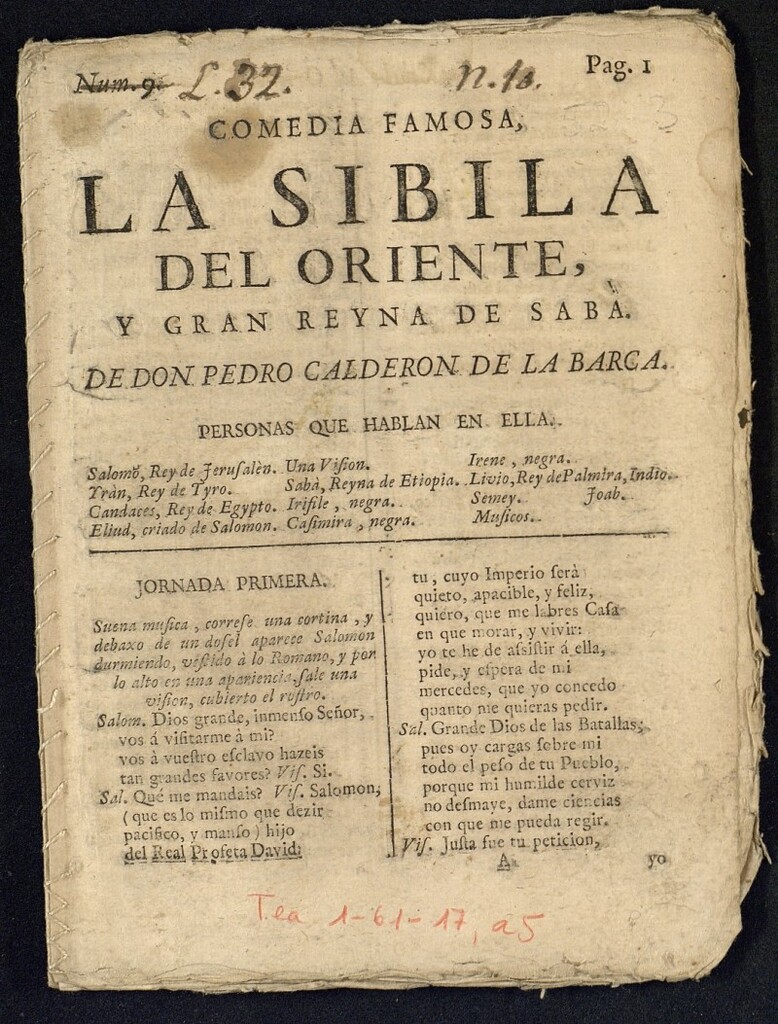 Num. 9. L. 32. n. 10. Pag. 1
COMEDIA FAMOSA,
LA SIBILA
DEL ORIENTE,
Y GRAN REYNA DE SABÀ.
DE DON PEDRO CALDERON DE LA BARCA.
PERSONAS QUE HABLAN EN ELLA.
Salomõ, Rey de Jeruſalèn. Una Viſion. Irene, negra.
Yràn, Rey de Tyro. Sabà, Reyna de Etiopia. Livio, Rey de Palmira, Indio.
Candaces, Rey de Egypto. Irifile, negra. Semey. Joab.
Eliud, criado de Salomon. Caſimira, negra. Muſicos.
JORNADA PRIMERA.
Suena muſica, correſe una cortina, y
debaxo de un doſel aparece Salomon
durmiendo, veſtido à lo Romano, y por
lo alto en una apariencia ſale una
viſion, cubierto el roſtro.
Salom. Dios grande, inmenſo Señor,
vos á viſitarme à mi?
vos à vueſtro eſclavo hazeis
tan grandes favores? Viſ. Si.
Sal. Qué me mandais? Viſ. Salomon,
(que es lo miſmo que dezir
pacifico, y manſo) hijo
del Real Profeta David:
tu, cuyo Imperio ſerà
quieto, apacible, y feliz,
quiero, que me labres Caſa
en que morar, y vivir:
yo te he de aſsiſtir á ella,
pide, y eſpera de mi
mercedes, que yo concedo
quanto me quieras pedir.
Sal. Grande Dios de las Batallas,
pues oy cargas ſobre mi
todo el peſo de tu Pueblo,
porque mi humilde cerviz
no deſmaye, dame ciencias
con que me pueda regir.
Viſ. Juſta fue tu peticion,
A yo
Tea 1-61-17, a5